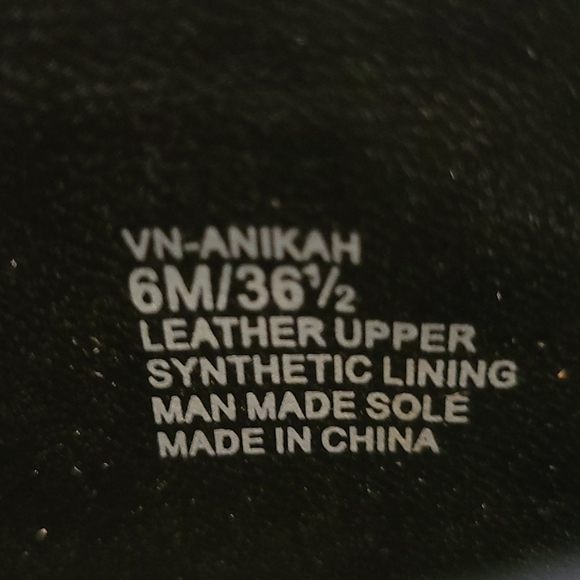 VN-ANIKAH
6M/36½
LEATHER UPPER
SYNTHETIC LINING
MAN MADE SOLE
MADE IN CHINA